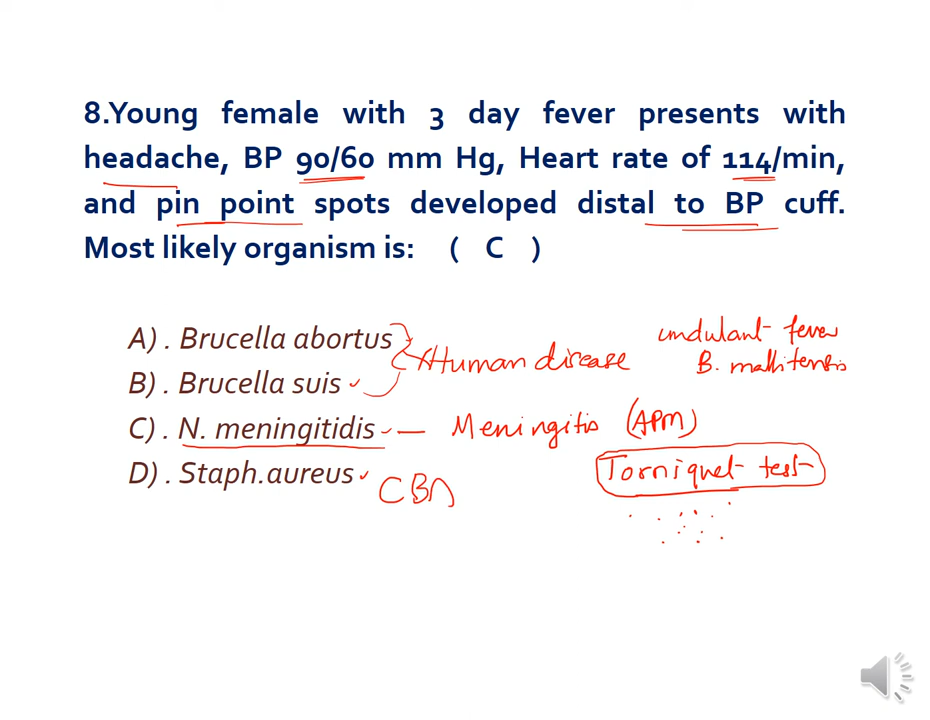 8.Young female with 3 day fever presents with
headache, BP 90/60 mm Hg, Heart rate of 114/min,
and pin point spots developed distal to BP cuff.
Most likely organism is: ( C )
A) . Brucella abortus
B) . Brucella suis
Human disease
undulant fever
B. mallitensis
C) . N. meningitidis — Meningitis (APM)
D) . Staph.aureus
CBA
Torniquet test